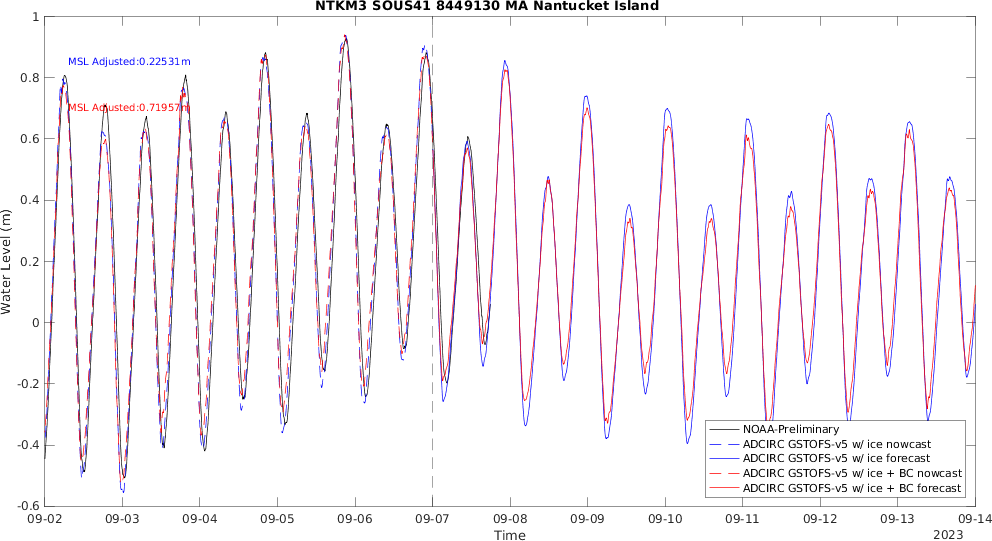 NTKM3 SOUS41 8449130 MA Nantucket Island
1
0.8
0.6
0.4
0.2
0
-0.2
-0.4
-0.6
Water Level (m)
MSL Adjusted:0.22531m
MSL Adjusted:0.71957m
NOAA-Preliminary
ADCIRC GSTOFS-v5 w/ ice nowcast
ADCIRC GSTOFS-v5 w/ ice forecast
ADCIRC GSTOFS-v5 w/ ice + BC nowcast
ADCIRC GSTOFS-v5 w/ ice + BC forecast
09-02 09-03 09-04 09-05 09-06 09-07 09-08 09-09 09-10 09-11 09-12 09-13 09-14
Time
2023